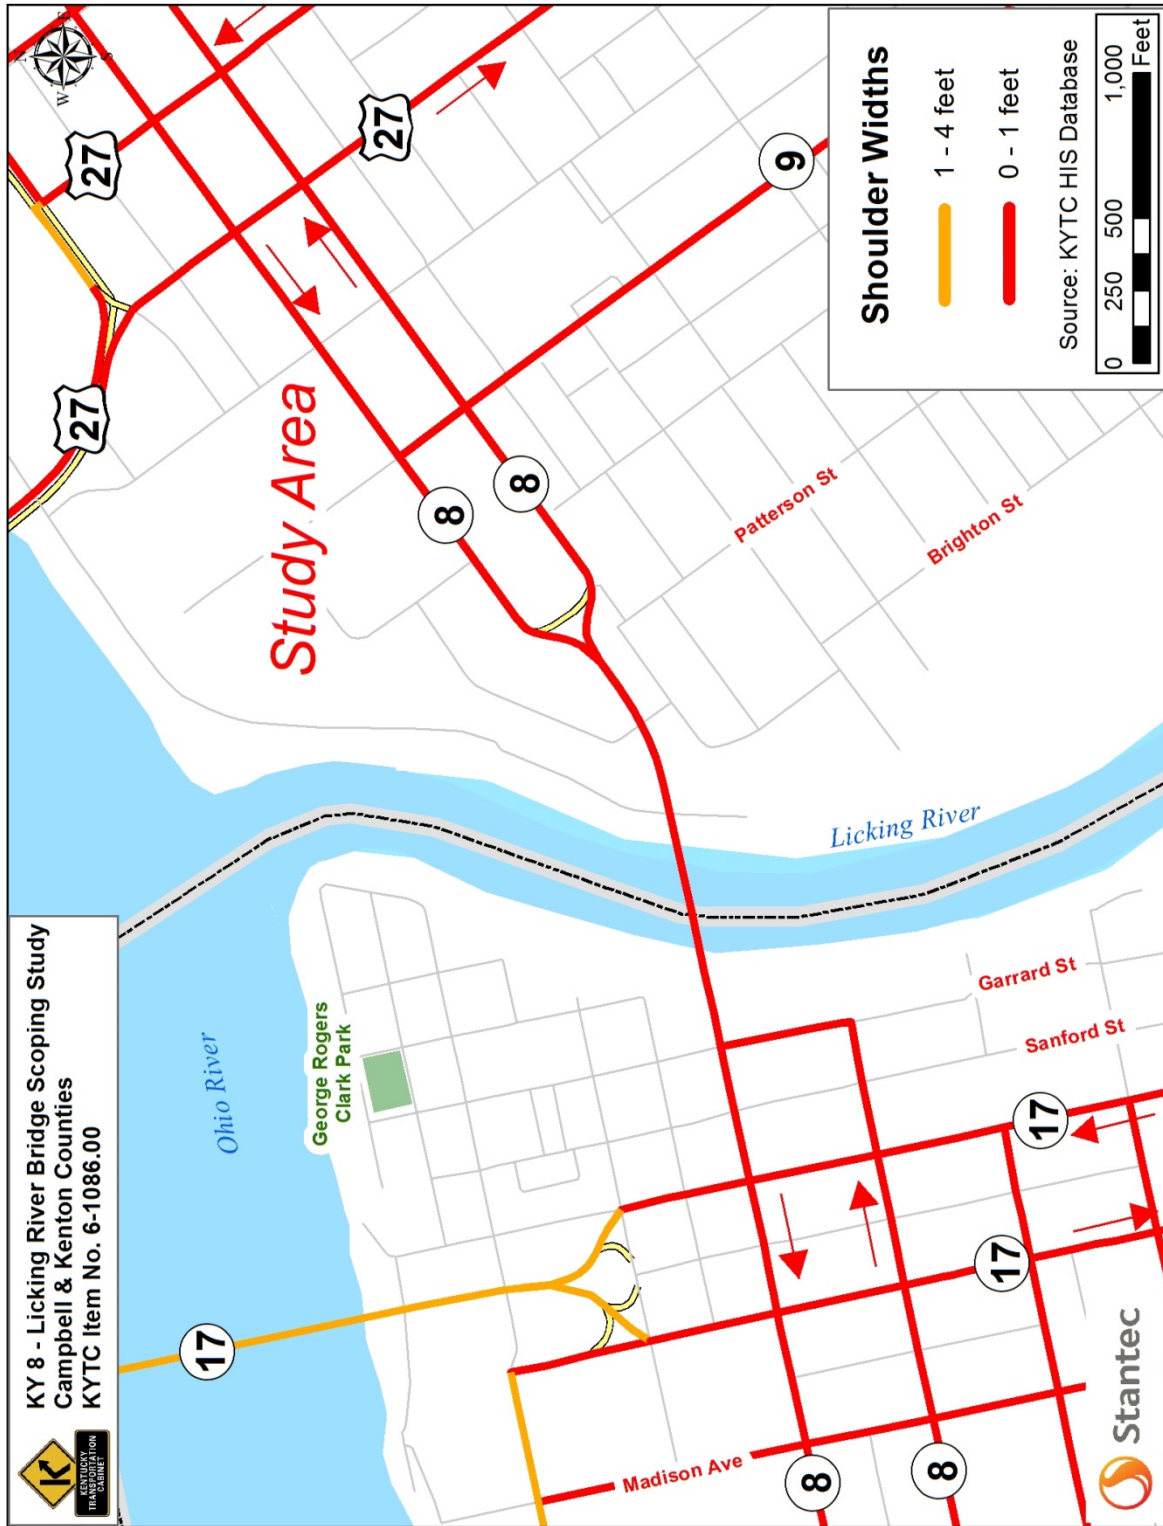 KY 8 - Licking River Bridge Scoping Study
Campbell & Kenton Counties
KYTC Item No. 6-1086.00
KENTUCKY
TRANSPORTATION
CABINET
N
E
S
W
27
27
27
Study Area
9
8
8
Patterson St
Brighton St
Ohio River
Licking River
George Rogers
Clark Park
Garrard St
Sanford St
17
17
17
Madison Ave
8
8
Shoulder Widths
1 - 4 feet
0 - 1 feet
Source: KYTC HIS Database
0 250 500 1,000
Feet
Stantec